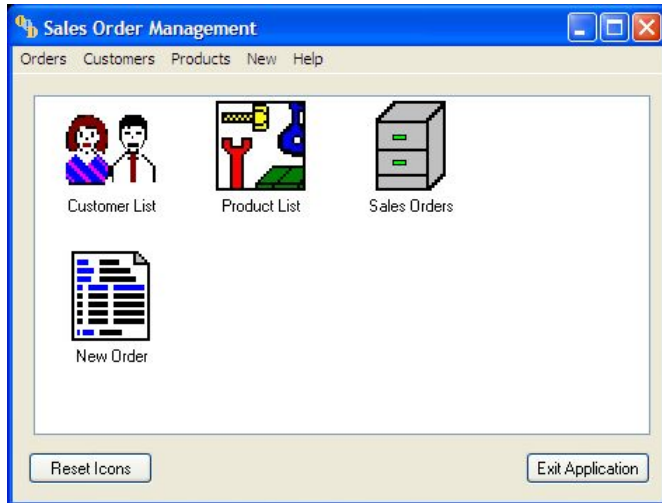 Sales Order Management
Orders Customers Products New Help
Customer List Product List Sales Orders
New Order
Reset Icons Exit Application